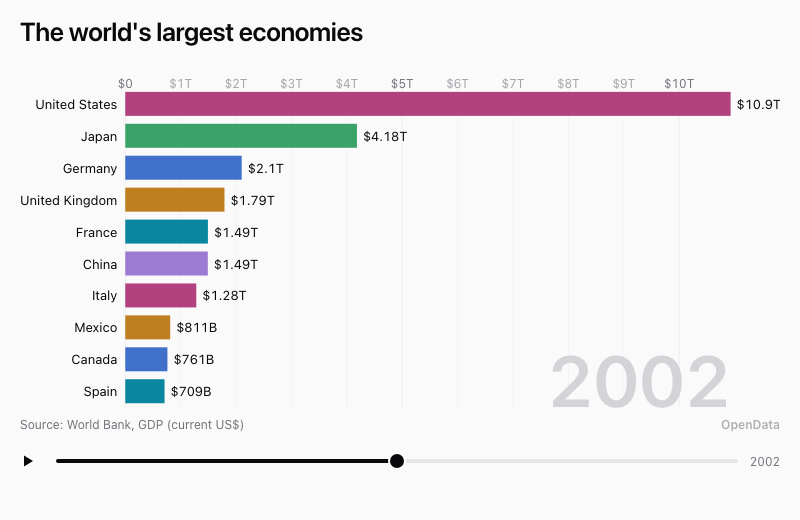 The world's largest economies
$0 $1T $2T $3T $4T $5T $6T $7T $8T $9T $10T
United States $10.9T
Japan $4.18T
Germany $2.1T
United Kingdom $1.79T
France $1.49T
China $1.49T
Italy $1.28T
Mexico $811B
Canada $761B
Spain $709B
2002
Source: World Bank, GDP (current US$) OpenData
2002